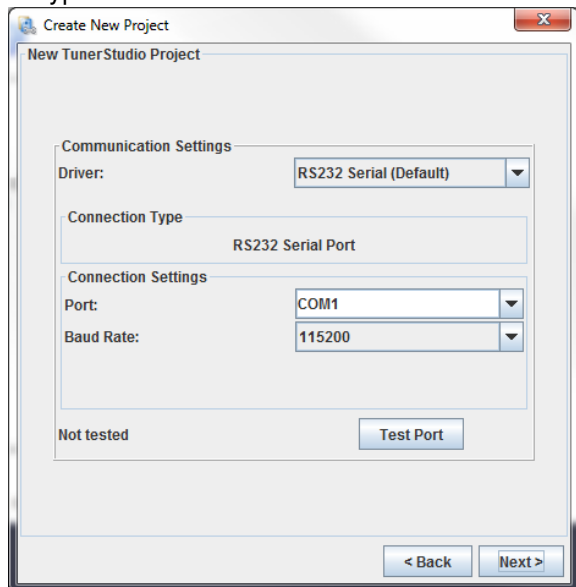 Create New Project
New TunerStudio Project
Communication Settings
Driver: RS232 Serial (Default)
Connection Type
RS232 Serial Port
Connection Settings
Port: COM1
Baud Rate: 115200
Not tested Test Port
< Back Next >